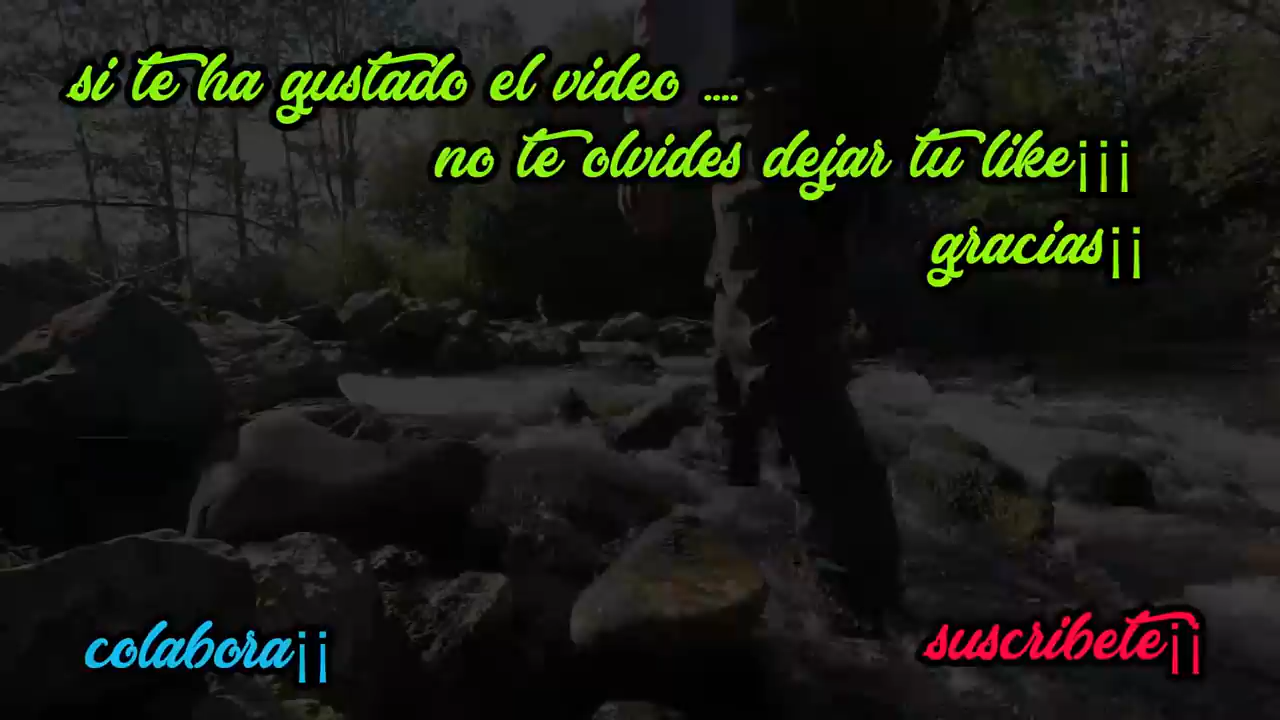 si te ha gustado el video ....
no te olvides dejar tu like¡¡¡
gracias¡¡
colabora¡¡
suscribete¡¡